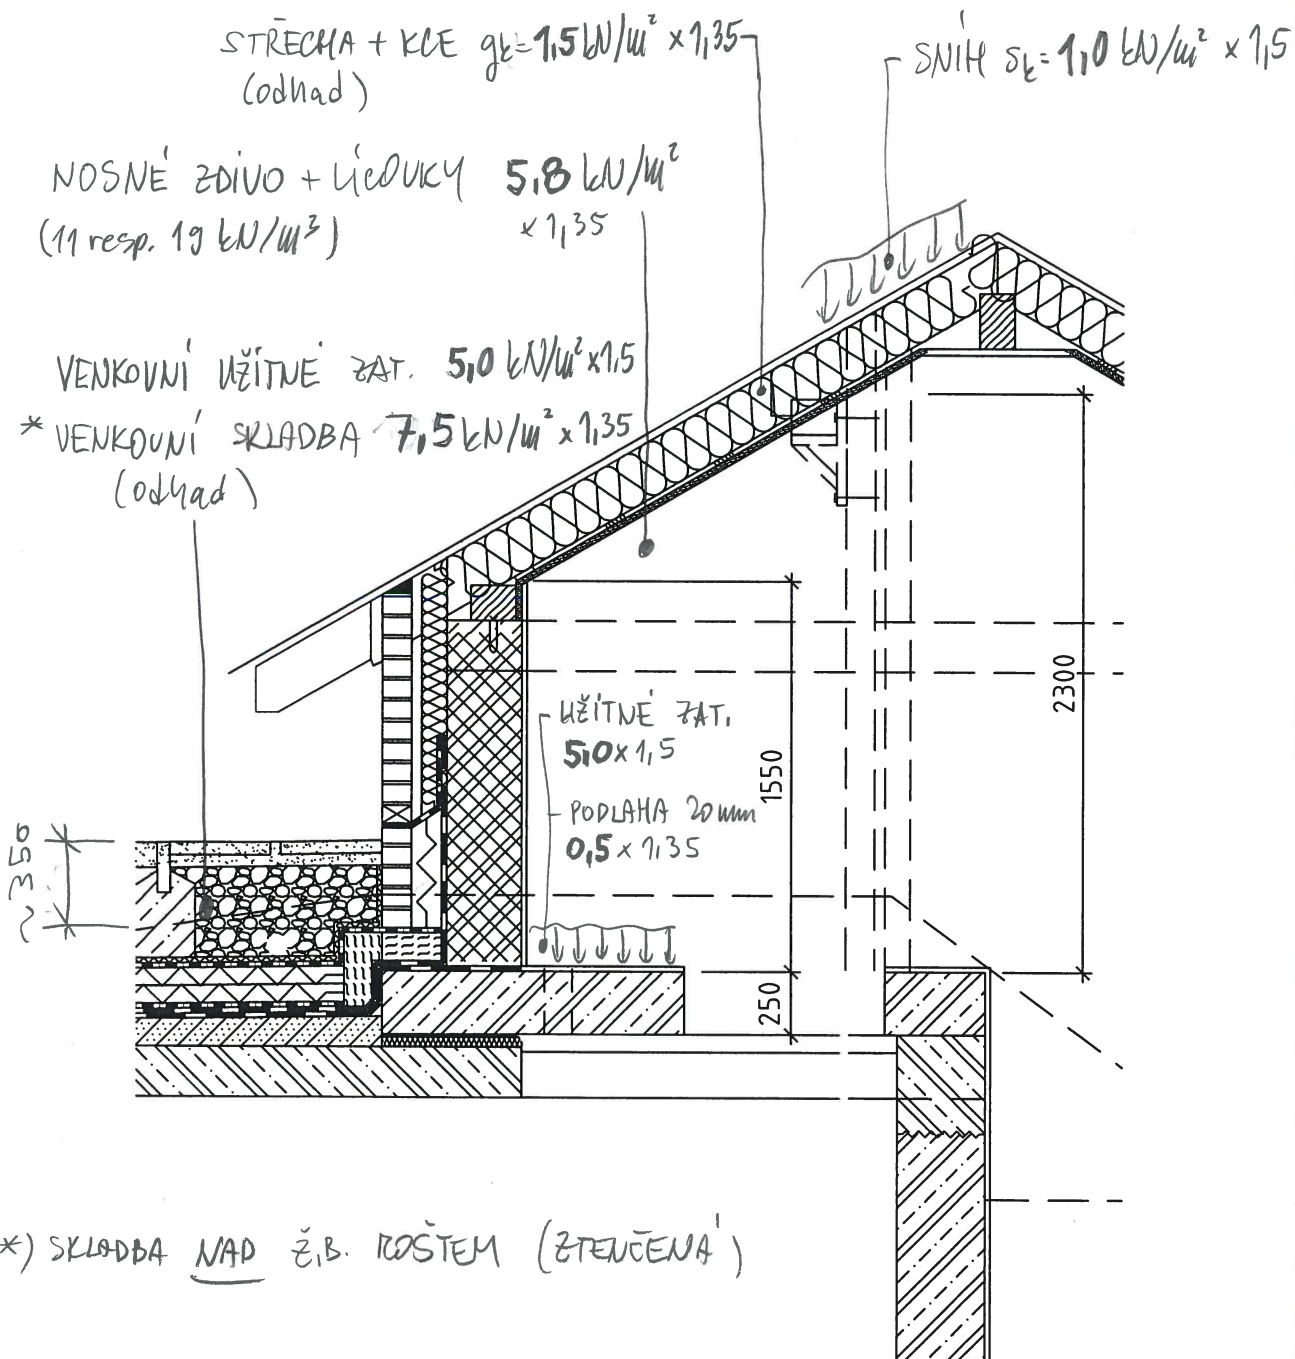 STŘECHA + KCE gk=1,5 kN/m² ×1,35
(odhad)
SNÍH sk=1,0 kN/m² ×1,5
NOSNÉ ZDIVO + LÍCOVKY 5,8 kN/m²
(11 resp. 19 kN/m³)
×1,35
VENKOVNÍ UŽITNÉ ZAT. 5,0 kN/m²×1,5
* VENKOVNÍ SKLADBA 7,5 kN/m² ×1,35
(odhad)
UŽITNÉ ZAT.
5,0×1,5
PODLAHA 20 mm
0,5 × 1,35
1550
2300
250
~350
*) SKLADBA NAD Ž.B. ROŠTEM (ZTENČENÁ)